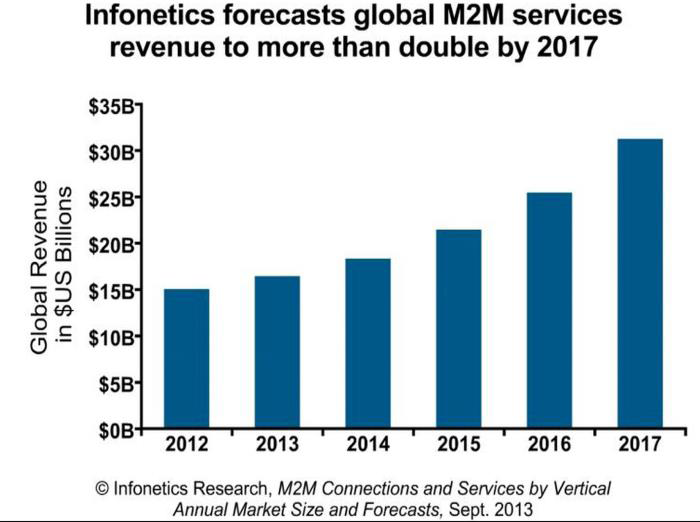 Infonetics forecasts global M2M services
revenue to more than double by 2017
Global Revenue
in $US Billions
$35B
$30B
$25B
$20B
$15B
$10B
$5B
$0B
2012 2013 2014 2015 2016 2017
© Infonetics Research, M2M Connections and Services by Vertical
Annual Market Size and Forecasts, Sept. 2013